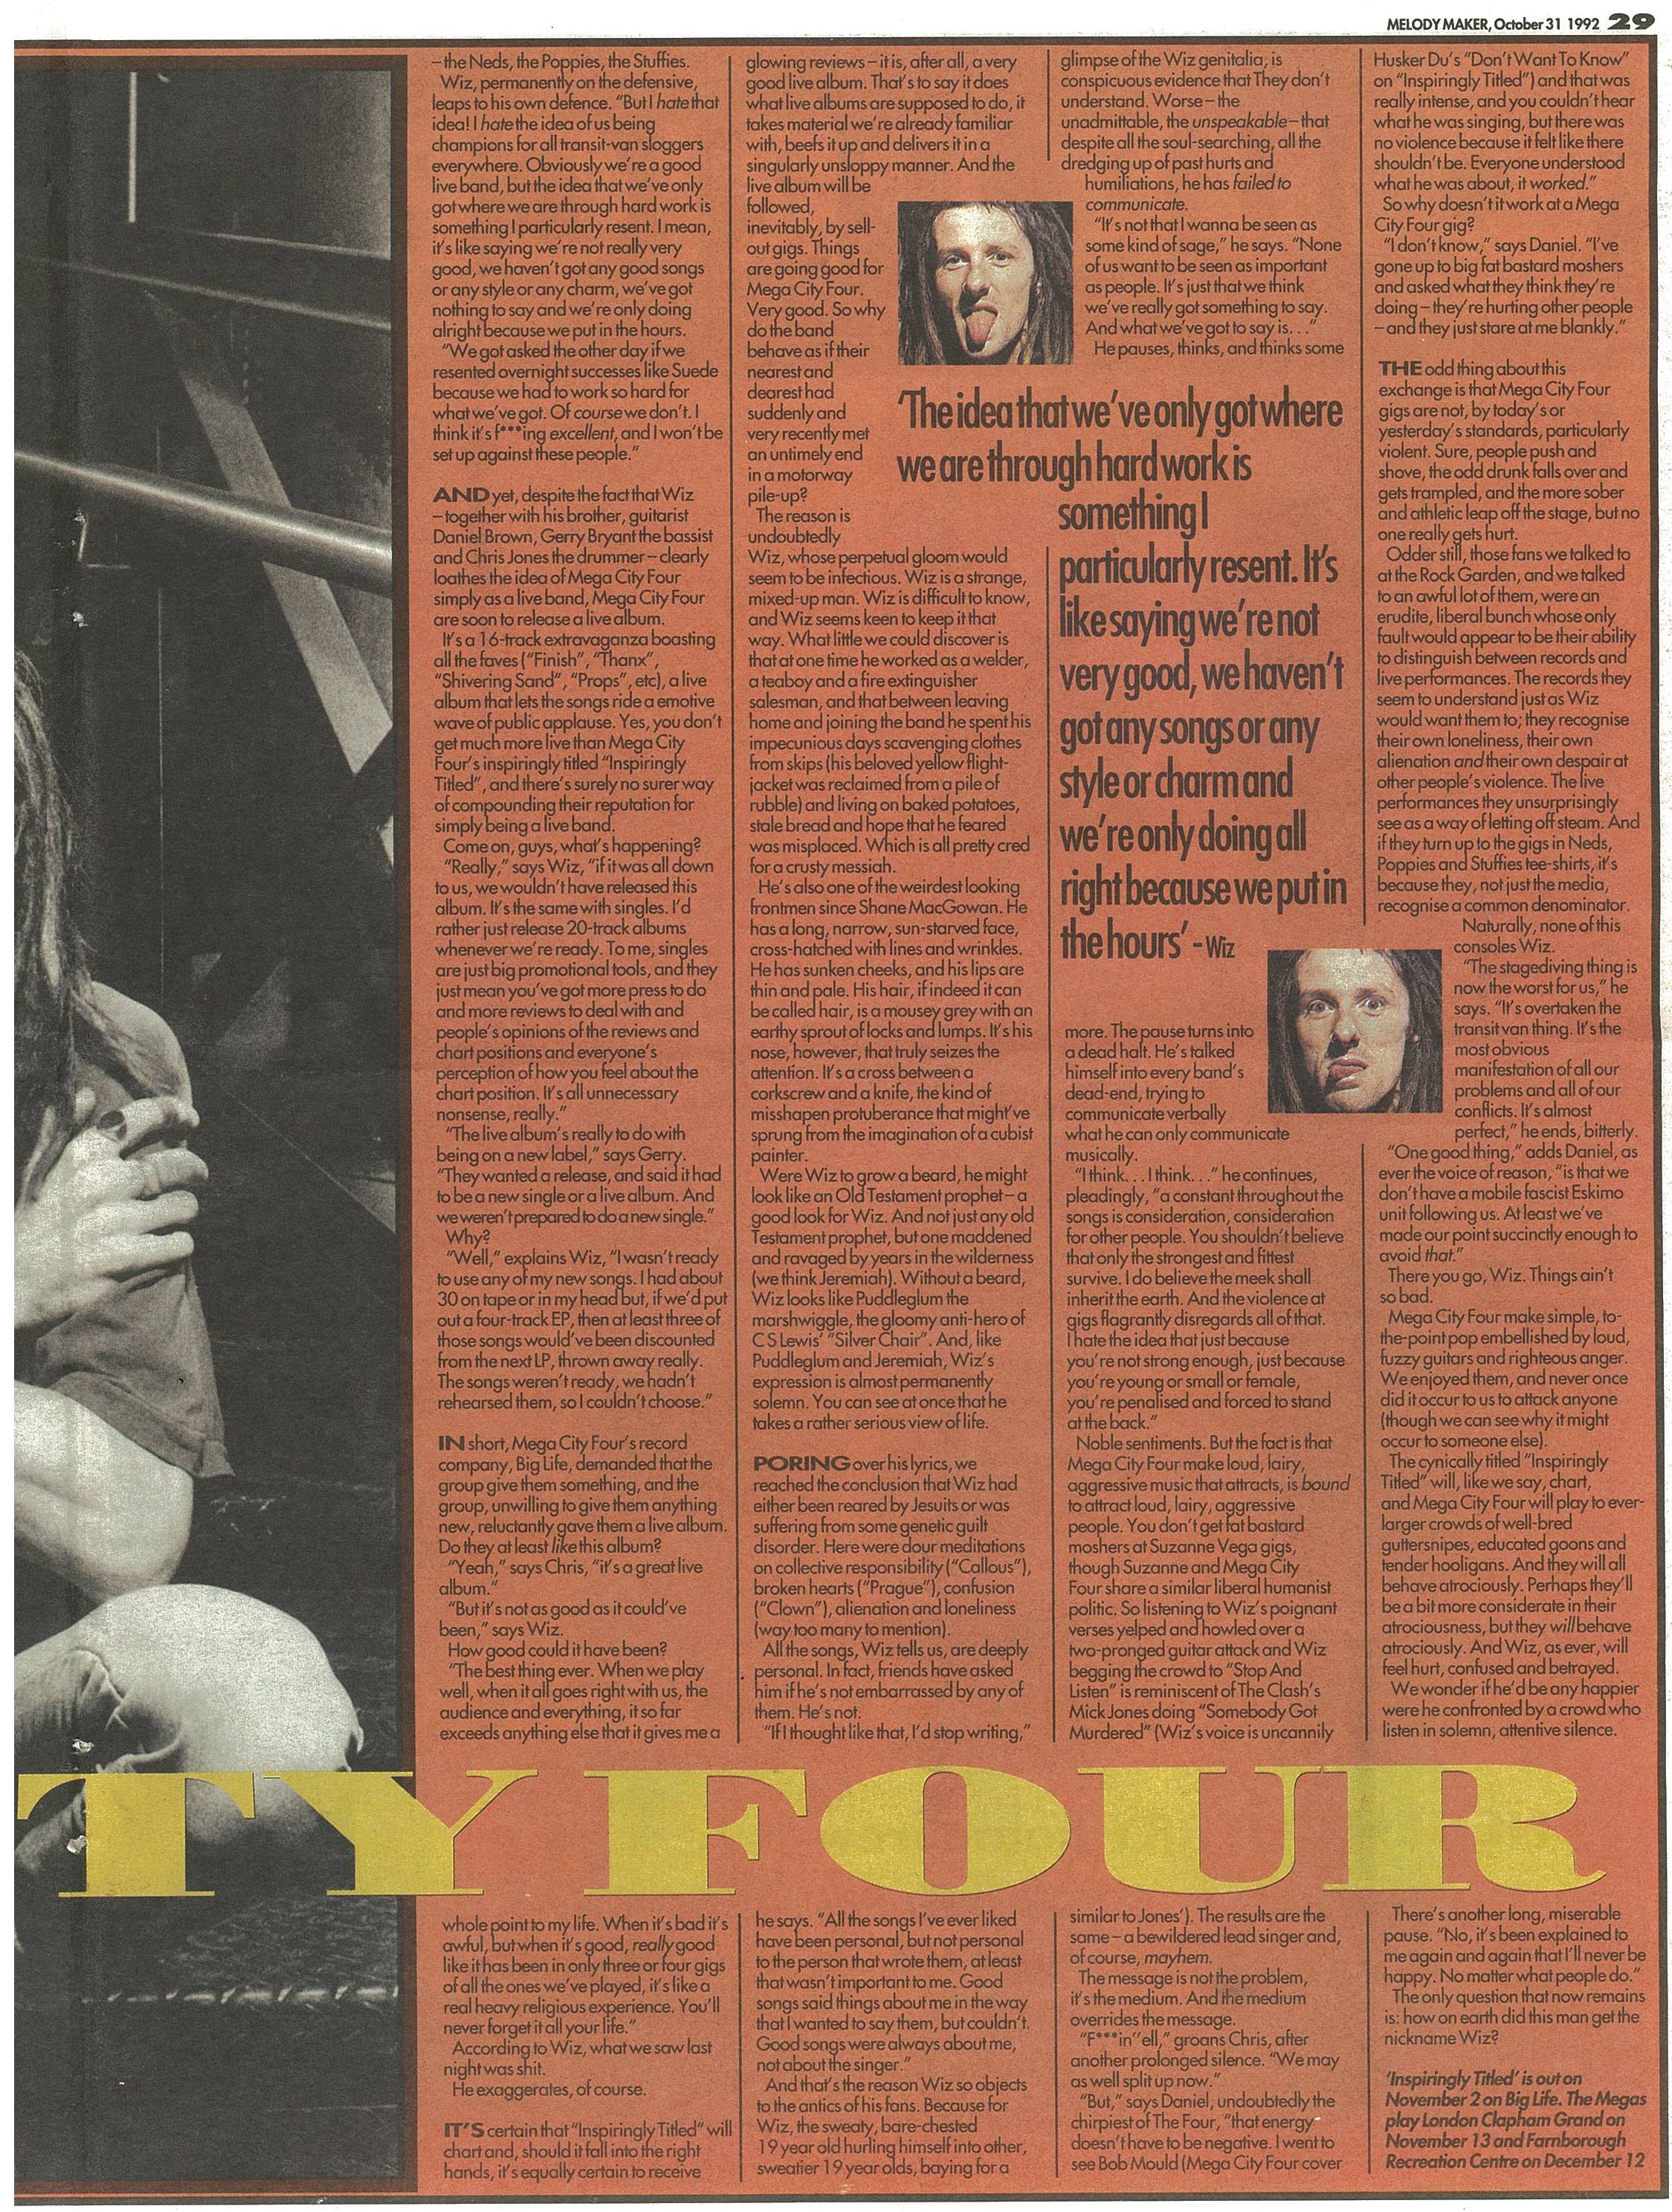 MELODY MAKER, October 31 1992 29
TY FOUR
– the Neds, the Poppies, the Stuffies.
Wiz, permanently on the defensive,
leaps to his own defence. "But I hate that
idea! I hate the idea of us being
champions for all transit-van sloggers
everywhere. Obviously we're a good
live band, but the idea that we've only
got where we are through hard work is
something I particularly resent. I mean,
it's like saying we're not really very
good, we haven't got any good songs
or any style or any charm, we've got
nothing to say and we're only doing
alright because we put in the hours.
"We got asked the other day if we
resented overnight successes like Suede
because we had to work so hard for
what we've got. Of course we don't. I
think it's f***ing excellent, and I won't be
set up against these people."
AND yet, despite the fact that Wiz
– together with his brother, guitarist
Daniel Brown, Gerry Bryant the bassist
and Chris Jones the drummer – clearly
loathes the idea of Mega City Four
simply as a live band, Mega City Four
are soon to release a live album.
It's a 16-track extravaganza boasting
all the faves ("Finish", "Thanx",
"Shivering Sand", "Props", etc), a live
album that lets the songs ride a emotive
wave of public applause. Yes, you don't
get much more live than Mega City
Four's inspiringly titled "Inspiringly
Titled", and there's surely no surer way
of compounding their reputation for
simply being a live band.
Come on, guys, what's happening?
"Really," says Wiz, "if it was all down
to us, we wouldn't have released this
album. It's the same with singles. I'd
rather just release 20-track albums
whenever we're ready. To me, singles
are just big promotional tools, and they
just mean you've got more press to do
and more reviews to deal with and
people's opinions of the reviews and
chart positions and everyone's
perception of how you feel about the
chart position. It's all unnecessary
nonsense, really."
"The live album's really to do with
being on a new label," says Gerry.
"They wanted a release, and said it had
to be a new single or a live album. And
we weren't prepared to do a new single."
Why?
"Well," explains Wiz, "I wasn't ready
to use any of my new songs. I had about
30 on tape or in my head but, if we'd put
out a four-track EP, then at least three of
those songs would've been discounted
from the next LP, thrown away really.
The songs weren't ready, we hadn't
rehearsed them, so I couldn't choose."
IN short, Mega City Four's record
company, Big Life, demanded that the
group give them something, and the
group, unwilling to give them anything
new, reluctantly gave them a live album.
Do they at least like this album?
"Yeah," says Chris, "it's a great live
album."
"But it's not as good as it could've
been," says Wiz.
How good could it have been?
"The best thing ever. When we play
well, when it all goes right with us, the
audience and everything, it so far
exceeds anything else that it gives me a
whole point to my life. When it's bad it's
awful, but when it's good, really good
like it has been in only three or four gigs
of all the ones we've played, it's like a
real heavy religious experience. You'll
never forget it all your life."
According to Wiz, what we saw last
night was shit.
He exaggerates, of course.
IT'S certain that "Inspiringly Titled" will
chart and, should it fall into the right
hands, it's equally certain to receive
glowing reviews – it is, after all, a very
good live album. That's to say it does
what live albums are supposed to do, it
takes material we're already familiar
with, beefs it up and delivers it in a
singularly unsloppy manner. And the
live album will be
followed,
inevitably, by sell-
out gigs. Things
are going good for
Mega City Four.
Very good. So why
do the band
behave as if their
nearest and
dearest had
suddenly and
very recently met
an untimely end
in a motorway
pile-up?
The reason is
undoubtedly
Wiz, whose perpetual gloom would
seem to be infectious. Wiz is a strange,
mixed-up man. Wiz is difficult to know,
and Wiz seems keen to keep it that
way. What little we could discover is
that at one time he worked as a welder,
a teaboy and a fire extinguisher
salesman, and that between leaving
home and joining the band he spent his
impecunious days scavenging clothes
from skips (his beloved yellow flight-
jacket was reclaimed from a pile of
rubble) and living on baked potatoes,
stale bread and hope that he feared
was misplaced. Which is all pretty cred
for a crusty messiah.
He's also one of the weirdest looking
frontmen since Shane MacGowan. He
has a long, narrow, sun-starved face,
cross-hatched with lines and wrinkles.
He has sunken cheeks, and his lips are
thin and pale. His hair, if indeed it can
be called hair, is a mousey grey with an
earthy sprout of locks and lumps. It's his
nose, however, that truly seizes the
attention. It's a cross between a
corkscrew and a knife, the kind of
misshapen protuberance that might've
sprung from the imagination of a cubist
painter.
Were Wiz to grow a beard, he might
look like an Old Testament prophet – a
good look for Wiz. And not just any old
Testament prophet, but one maddened
and ravaged by years in the wilderness
(we think Jeremiah). Without a beard,
Wiz looks like Puddleglum the
marshwiggle, the gloomy anti-hero of
C S Lewis' "Silver Chair". And, like
Puddleglum and Jeremiah, Wiz's
expression is almost permanently
solemn. You can see at once that he
takes a rather serious view of life.
PORING over his lyrics, we
reached the conclusion that Wiz had
either been reared by Jesuits or was
suffering from some genetic guilt
disorder. Here were dour meditations
on collective responsibility ("Callous"),
broken hearts ("Prague"), confusion
("Clown"), alienation and loneliness
(way too many to mention).
All the songs, Wiz tells us, are deeply
personal. In fact, friends have asked
him if he's not embarrassed by any of
them. He's not.
"If I thought like that, I'd stop writing,"
he says. "All the songs I've ever liked
have been personal, but not personal
to the person that wrote them, at least
that wasn't important to me. Good
songs said things about me in the way
that I wanted to say them, but couldn't.
Good songs were always about me,
not about the singer."
And that's the reason Wiz so objects
to the antics of his fans. Because for
Wiz, the sweaty, bare-chested
19 year old hurling himself into other,
sweatier 19 year olds, baying for a
glimpse of the Wiz genitalia, is
conspicuous evidence that They don't
understand. Worse – the
unadmittable, the unspeakable – that
despite all the soul-searching, all the
dredging up of past hurts and
humiliations, he has failed to
communicate.
"It's not that I wanna be seen as
some kind of sage," he says. "None
of us want to be seen as important
as people. It's just that we think
we've really got something to say.
And what we've got to say is. . ."
He pauses, thinks, and thinks some
'The idea that we've only got where
we are through hard work is
something I
particularly resent. It's
like saying we're not
very good, we haven't
got any songs or any
style or charm and
we're only doing all
right because we put in
the hours' – Wiz
more. The pause turns into
a dead halt. He's talked
himself into every band's
dead-end, trying to
communicate verbally
what he can only communicate
musically.
"I think. . . I think. . ." he continues,
pleadingly, "a constant throughout the
songs is consideration, consideration
for other people. You shouldn't believe
that only the strongest and fittest
survive. I do believe the meek shall
inherit the earth. And the violence at
gigs flagrantly disregards all of that.
I hate the idea that just because
you're not strong enough, just because
you're young or small or female,
you're penalised and forced to stand
at the back."
Noble sentiments. But the fact is that
Mega City Four make loud, lairy,
aggressive music that attracts, is bound
to attract loud, lairy, aggressive
people. You don't get fat bastard
moshers at Suzanne Vega gigs,
though Suzanne and Mega City
Four share a similar liberal humanist
politic. So listening to Wiz's poignant
verses yelped and howled over a
two-pronged guitar attack and Wiz
begging the crowd to "Stop And
Listen" is reminiscent of The Clash's
Mick Jones doing "Somebody Got
Murdered" (Wiz's voice is uncannily
similar to Jones'). The results are the
same – a bewildered lead singer and,
of course, mayhem.
The message is not the problem,
it's the medium. And the medium
overrides the message.
"F***in' 'ell," groans Chris, after
another prolonged silence. "We may
as well split up now."
"But," says Daniel, undoubtedly the
chirpiest of The Four, "that energy
doesn't have to be negative. I went to
see Bob Mould (Mega City Four cover
Husker Du's "Don't Want To Know"
on "Inspiringly Titled") and that was
really intense, and you couldn't hear
what he was singing, but there was
no violence because it felt like there
shouldn't be. Everyone understood
what he was about, it worked."
So why doesn't it work at a Mega
City Four gig?
"I don't know," says Daniel. "I've
gone up to big fat bastard moshers
and asked what they think they're
doing – they're hurting other people
– and they just stare at me blankly."
THE odd thing about this
exchange is that Mega City Four
gigs are not, by today's or
yesterday's standards, particularly
violent. Sure, people push and
shove, the odd drunk falls over and
gets trampled, and the more sober
and athletic leap off the stage, but no
one really gets hurt.
Odder still, those fans we talked to
at the Rock Garden, and we talked
to an awful lot of them, were an
erudite, liberal bunch whose only
fault would appear to be their ability
to distinguish between records and
live performances. The records they
seem to understand just as Wiz
would want them to; they recognise
their own loneliness, their own
alienation and their own despair at
other people's violence. The live
performances they unsurprisingly
see as a way of letting off steam. And
if they turn up to the gigs in Neds,
Poppies and Stuffies tee-shirts, it's
because they, not just the media,
recognise a common denominator.
Naturally, none of this
consoles Wiz.
"The stagediving thing is
now the worst for us," he
says. "It's overtaken the
transit van thing. It's the
most obvious
manifestation of all our
problems and all of our
conflicts. It's almost
perfect," he ends, bitterly.
"One good thing," adds Daniel, as
ever the voice of reason, "is that we
don't have a mobile fascist Eskimo
unit following us. At least we've
made our point succinctly enough to
avoid that."
There you go, Wiz. Things ain't
so bad.
Mega City Four make simple, to-
the-point pop embellished by loud,
fuzzy guitars and righteous anger.
We enjoyed them, and never once
did it occur to us to attack anyone
(though we can see why it might
occur to someone else).
The cynically titled "Inspiringly
Titled" will, like we say, chart,
and Mega City Four will play to ever-
larger crowds of well-bred
guttersnipes, educated goons and
tender hooligans. And they will all
behave atrociously. Perhaps they'll
be a bit more considerate in their
atrociousness, but they will behave
atrociously. And Wiz, as ever, will
feel hurt, confused and betrayed.
We wonder if he'd be any happier
were he confronted by a crowd who
listen in solemn, attentive silence.
There's another long, miserable
pause. "No, it's been explained to
me again and again that I'll never be
happy. No matter what people do."
The only question that now remains
is: how on earth did this man get the
nickname Wiz?
'Inspiringly Titled' is out on
November 2 on Big Life. The Megas
play London Clapham Grand on
November 13 and Farnborough
Recreation Centre on December 12